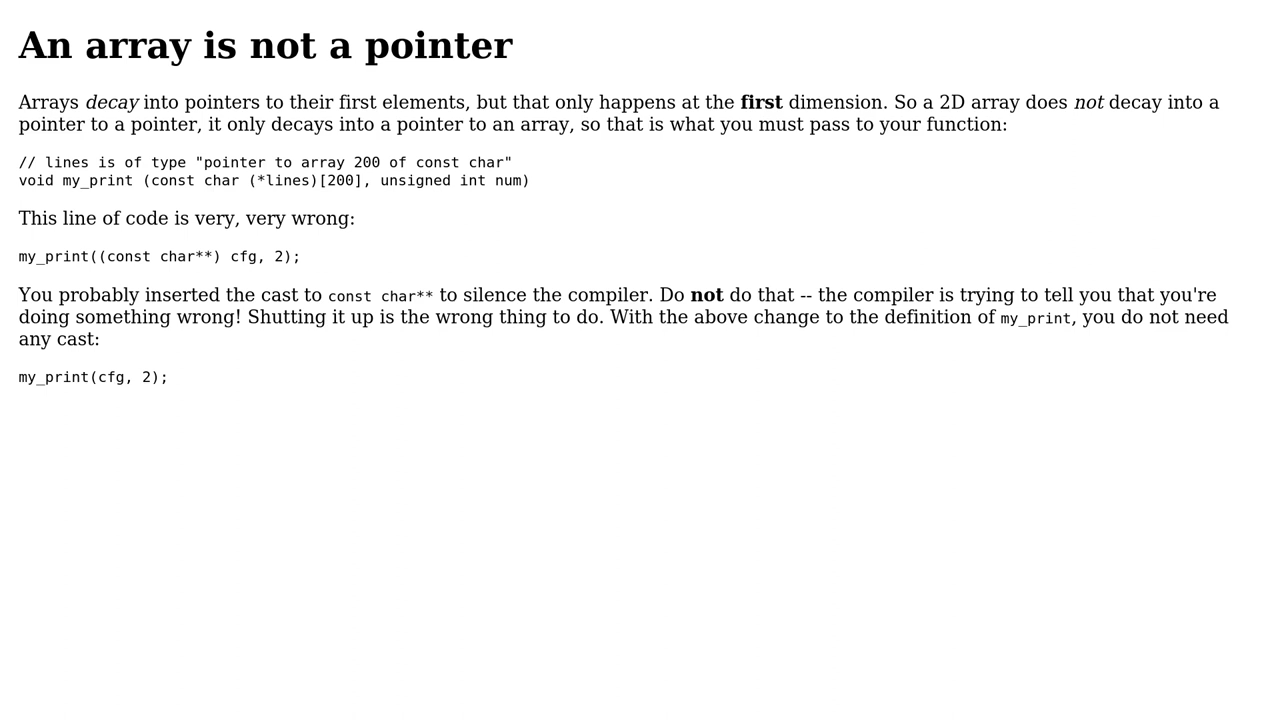 An array is not a pointer
Arrays decay into pointers to their first elements, but that only happens at the first dimension. So a 2D array does not decay into a
pointer to a pointer, it only decays into a pointer to an array, so that is what you must pass to your function:
// lines is of type "pointer to array 200 of const char"
void my_print (const char (*lines)[200], unsigned int num)
This line of code is very, very wrong:
my_print((const char**) cfg, 2);
You probably inserted the cast to const char** to silence the compiler. Do not do that -- the compiler is trying to tell you that you're
doing something wrong! Shutting it up is the wrong thing to do. With the above change to the definition of my_print, you do not need
any cast:
my_print(cfg, 2);